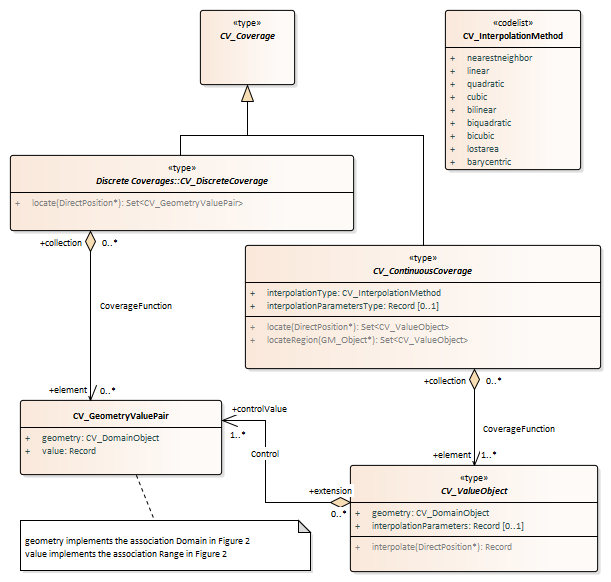 «type»
CV_Coverage
«codelist»
CV_InterpolationMethod
+ nearestneighbor
+ linear
+ quadratic
+ cubic
+ bilinear
+ biquadratic
+ bicubic
+ lostarea
+ barycentric
«type»
Discrete Coverages::CV_DiscreteCoverage
+ locate(DirectPosition*): Set<CV_GeometryValuePair>
+collection 0..*
CoverageFunction
+element 0..*
«type»
CV_ContinuousCoverage
+ interpolationType: CV_InterpolationMethod
+ interpolationParametersType: Record [0..1]
+ locate(DirectPosition*): Set<CV_ValueObject>
+ locateRegion(GM_Object*): Set<CV_ValueObject>
+collection 0..*
CoverageFunction
+element 1..*
CV_GeometryValuePair
+ geometry: CV_DomainObject
+ value: Record
+controlValue
1..*
Control
+extension
0..*
«type»
CV_ValueObject
+ geometry: CV_DomainObject
+ interpolationParameters: Record [0..1]
+ interpolate(DirectPosition*): Record
geometry implements the association Domain in Figure 2
value implements the association Range in Figure 2